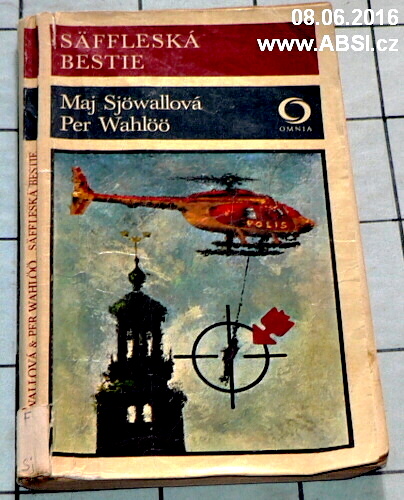 08.06.2016
www.ABSI.cz
SÄFFLESKÁ
BESTIE
Maj Sjöwallová
Per Wahlöö
OMNIA
POLIS
WALLOVÁ & PER WAHLÖÖ SÄFFLESKÁ BESTIE
F
S